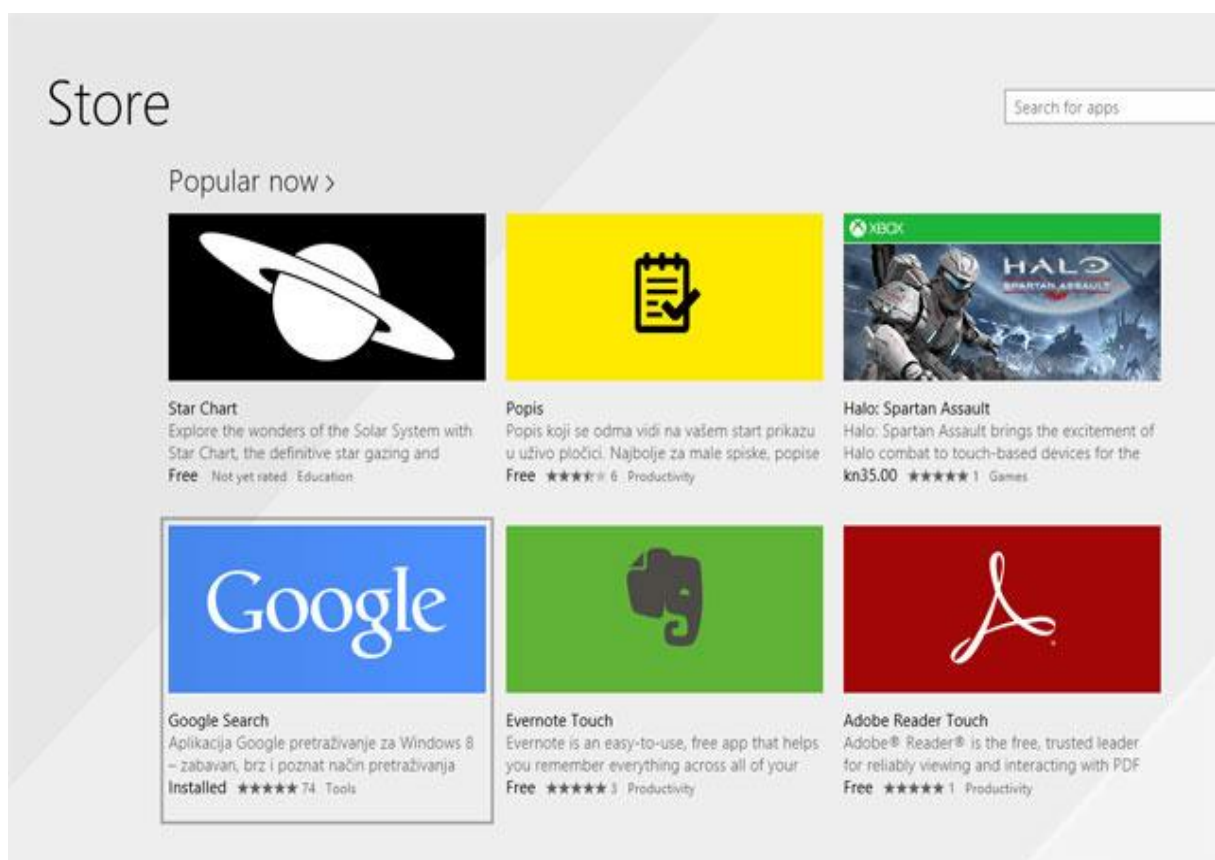 Store
Search for apps
Popular now >
XBOX
HALO
SPARTAN ASSAULT
Star Chart
Explore the wonders of the Solar System with
Star Chart, the definitive star gazing and
Free Not yet rated Education
Popis
Popis koji se odma vidi na vašem start prikazu
u uživo pločici. Najbolje za male spiske, popise
Free ★★★★★ 6 Productivity
Halo: Spartan Assault
Halo: Spartan Assault brings the excitement of
Halo combat to touch-based devices for the
kn35.00 ★★★★★ 1 Games
Google
Google Search
Aplikacija Google pretraživanje za Windows 8
– zabavan, brz i poznat način pretraživanja
Installed ★★★★★ 74 Tools
Evernote Touch
Evernote is an easy-to-use, free app that helps
you remember everything across all of your
Free ★★★★★ 3 Productivity
Adobe Reader Touch
Adobe® Reader® is the free, trusted leader
for reliably viewing and interacting with PDF
Free ★★★★★ 1 Productivity